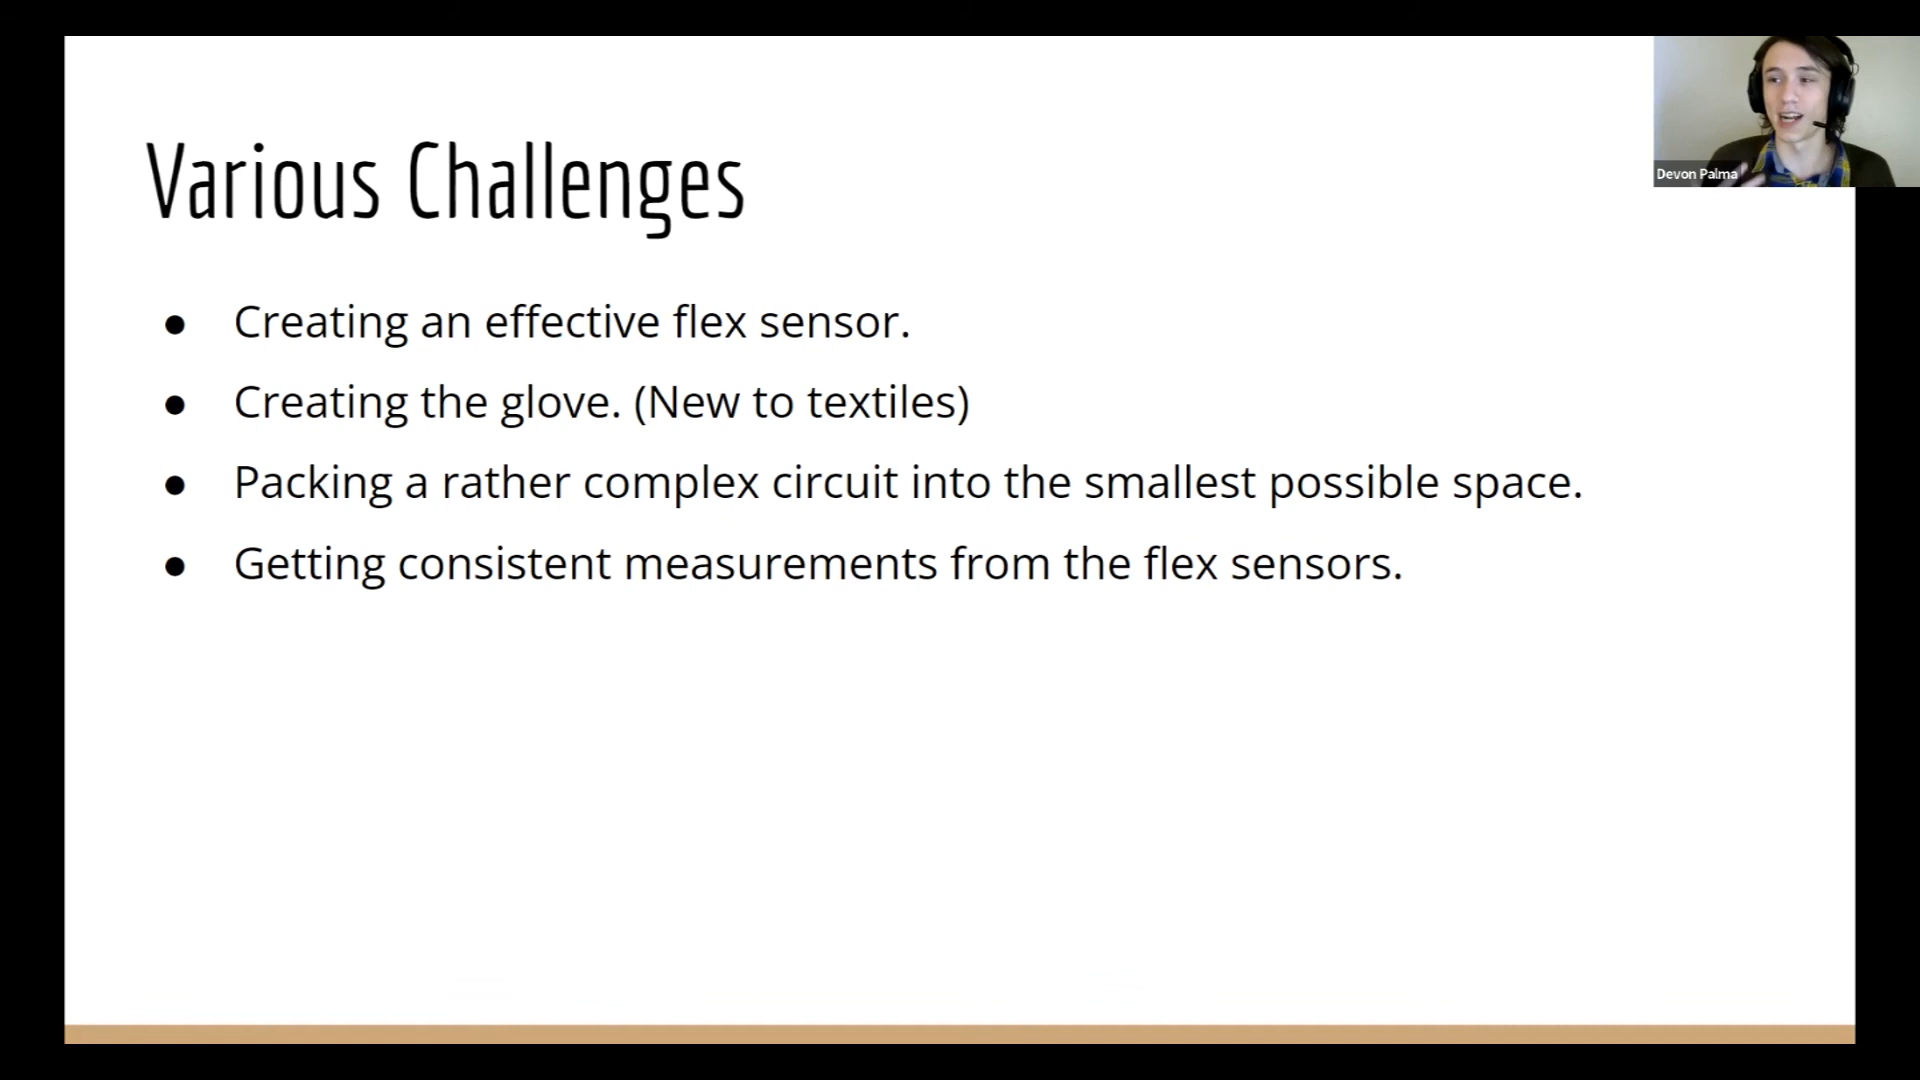 Various Challenges
Devon Palma
● Creating an effective flex sensor.
● Creating the glove. (New to textiles)
● Packing a rather complex circuit into the smallest possible space.
● Getting consistent measurements from the flex sensors.